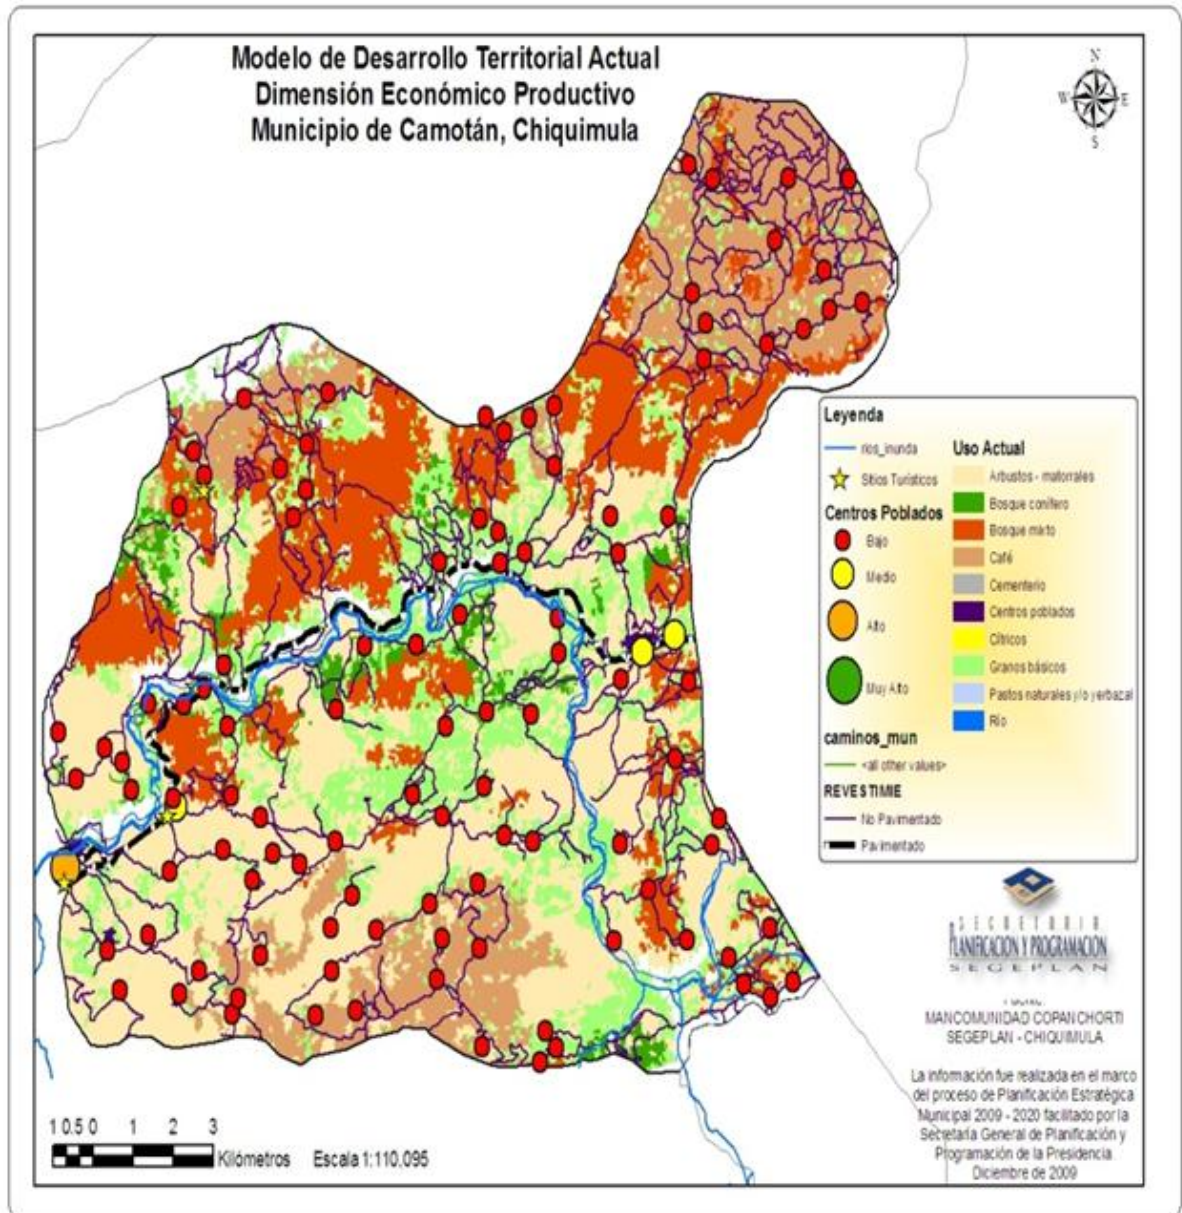 Modelo de Desarrollo Territorial Actual
Dimensión Económico Productivo
Municipio de Camotán, Chiquimula
N
W
E
S
Leyenda
rios_inunda
Sitios Turísticos
Centros Poblados
Bajo
Medio
Alto
Muy Alto
caminos_mun
<all other values>
REVESTIMIE
No Pavimentado
Pavimentado
Uso Actual
Arbustos - matorrales
Bosque conífero
Bosque mixto
Café
Cementerio
Centros poblados
Cítricos
Granos básicos
Pastos naturales y/o yerbazal
Río
SECRETARIA
PLANIFICACION Y PROGRAMACION
SEGEPLAN
MANCOMUNIDAD COPANCHORTI
SEGEPLAN - CHIQUIMULA
La información fue realizada en el marco
del proceso de Planificación Estratégica
Municipal 2009 - 2020 facilitado por la
Secretaría General de Planificación y
Programación de la Presidencia
Diciembre de 2009
1 0.5 0 1 2 3
Kilómetros Escala 1:110.095